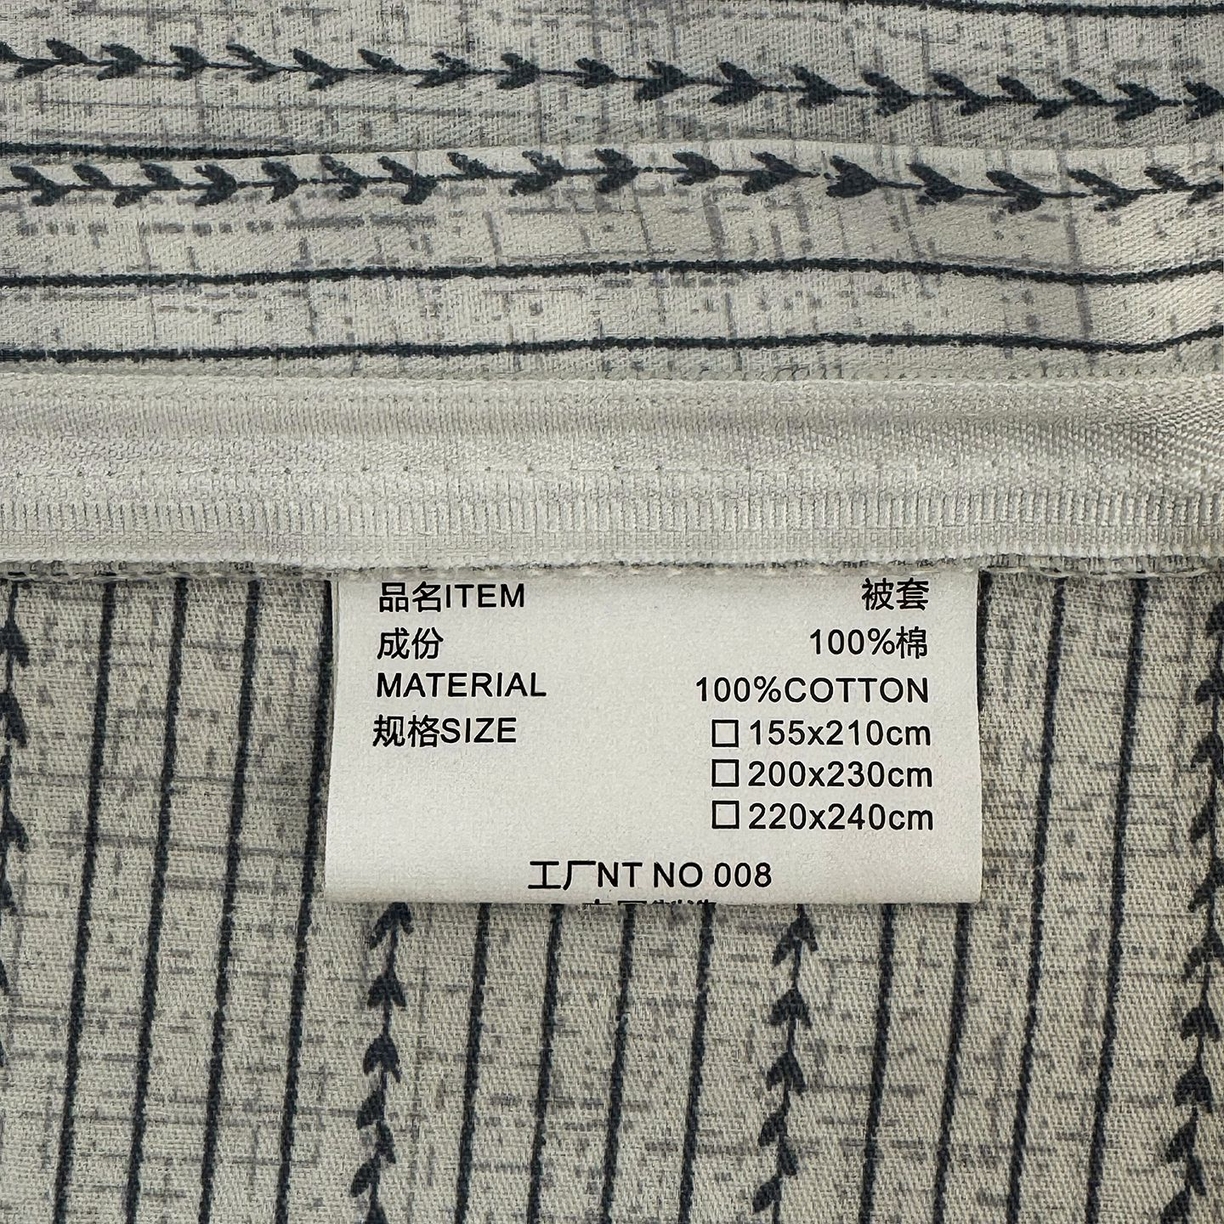 品名ITEM 被套
成份 100%棉
MATERIAL 100%COTTON
规格SIZE □155x210cm
□200x230cm
□220x240cm
工厂NT NO 008